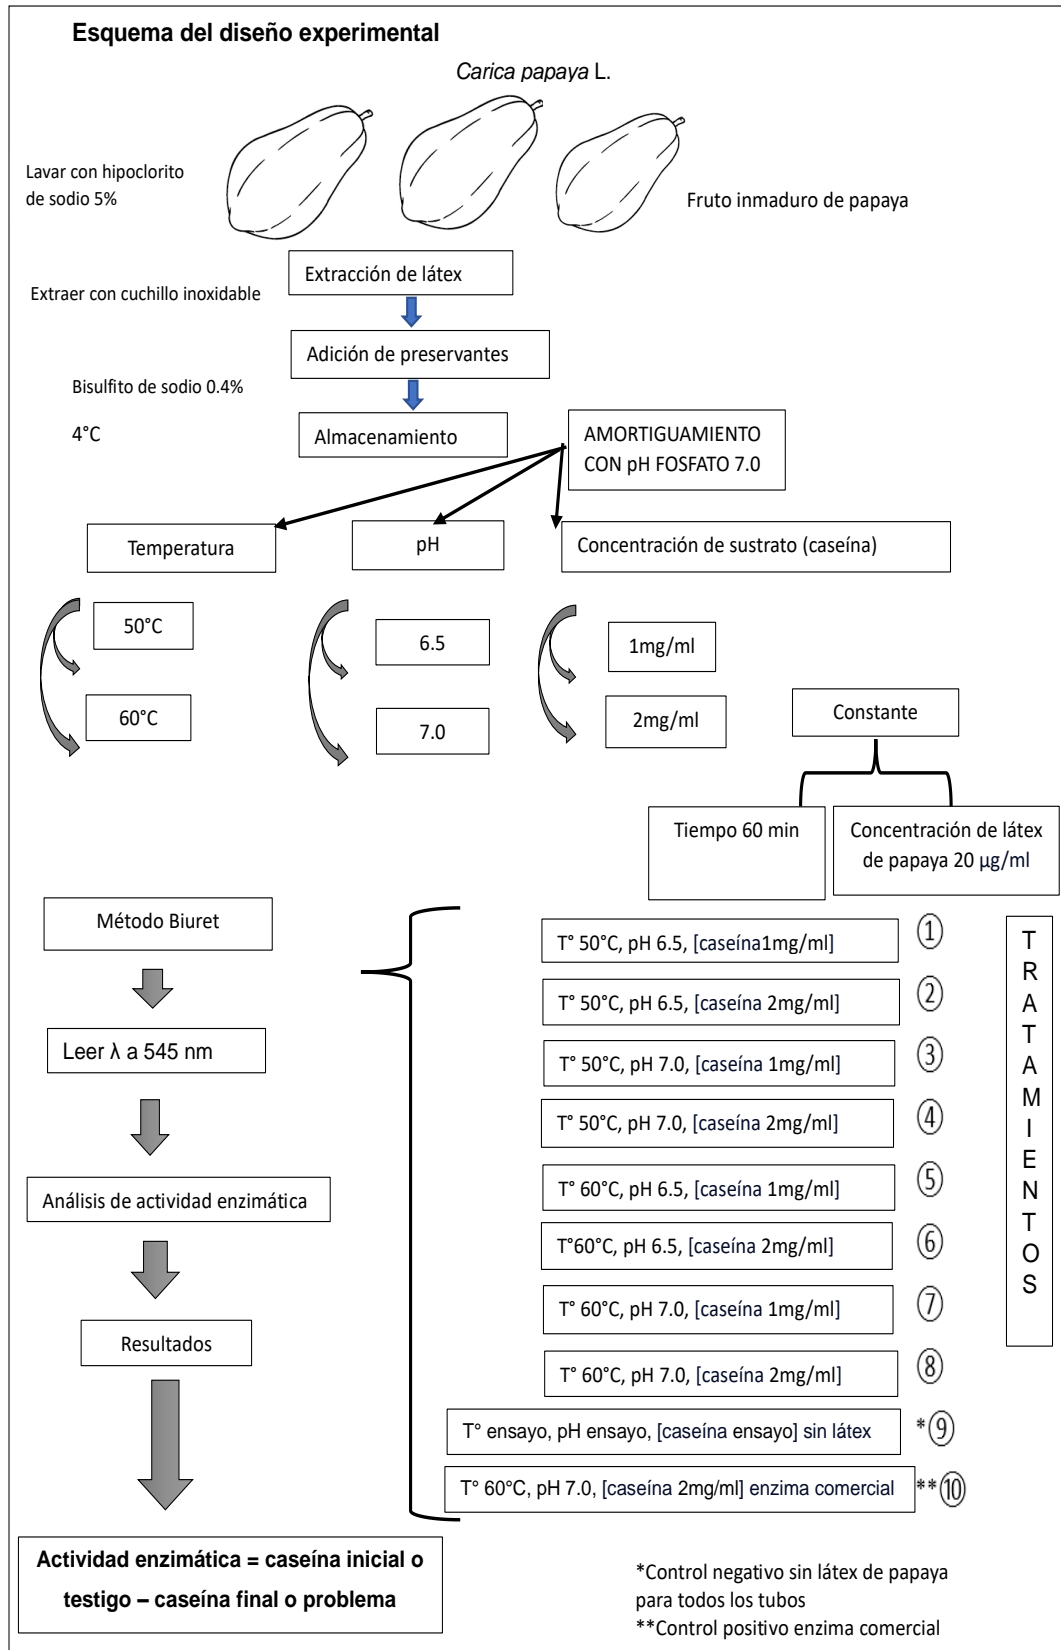 Esquema del diseño experimental
Carica papaya L.
Lavar con hipoclorito
de sodio 5%
Fruto inmaduro de papaya
Extracción de látex
Extraer con cuchillo inoxidable
Adición de preservantes
Bisulfito de sodio 0.4%
4°C
Almacenamiento
AMORTIGUAMIENTO
CON pH FOSFATO 7.0
Temperatura
pH
Concentración de sustrato (caseína)
50°C
6.5
1mg/ml
60°C
7.0
2mg/ml
Constante
Tiempo 60 min
Concentración de látex
de papaya 20 µg/ml
Método Biuret
Leer λ a 545 nm
Análisis de actividad enzimática
Resultados
Actividad enzimática = caseína inicial o
testigo – caseína final o problema
T° 50°C, pH 6.5, [caseína1mg/ml] 1
T° 50°C, pH 6.5, [caseína 2mg/ml] 2
T° 50°C, pH 7.0, [caseína 1mg/ml] 3
T° 50°C, pH 7.0, [caseína 2mg/ml] 4
T° 60°C, pH 6.5, [caseína 1mg/ml] 5
T°60°C, pH 6.5, [caseína 2mg/ml] 6
T° 60°C, pH 7.0, [caseína 1mg/ml] 7
T° 60°C, pH 7.0, [caseína 2mg/ml] 8
T° ensayo, pH ensayo, [caseína ensayo] sin látex *9
T° 60°C, pH 7.0, [caseína 2mg/ml] enzima comercial **10
TRATAMIENTOS
*Control negativo sin látex de papaya
para todos los tubos
**Control positivo enzima comercial